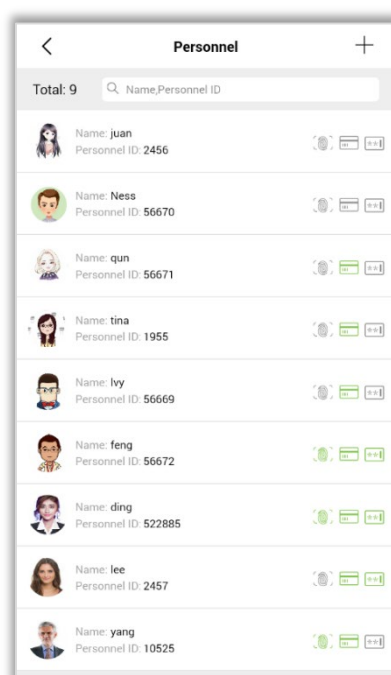 Personnel
Total: 9
Name,Personnel ID
Name: juan
Personnel ID: 2456
Name: Ness
Personnel ID: 56670
Name: qun
Personnel ID: 56671
Name: tina
Personnel ID: 1955
Name: lvy
Personnel ID: 56669
Name: feng
Personnel ID: 56672
Name: ding
Personnel ID: 522885
Name: lee
Personnel ID: 2457
Name: yang
Personnel ID: 10525